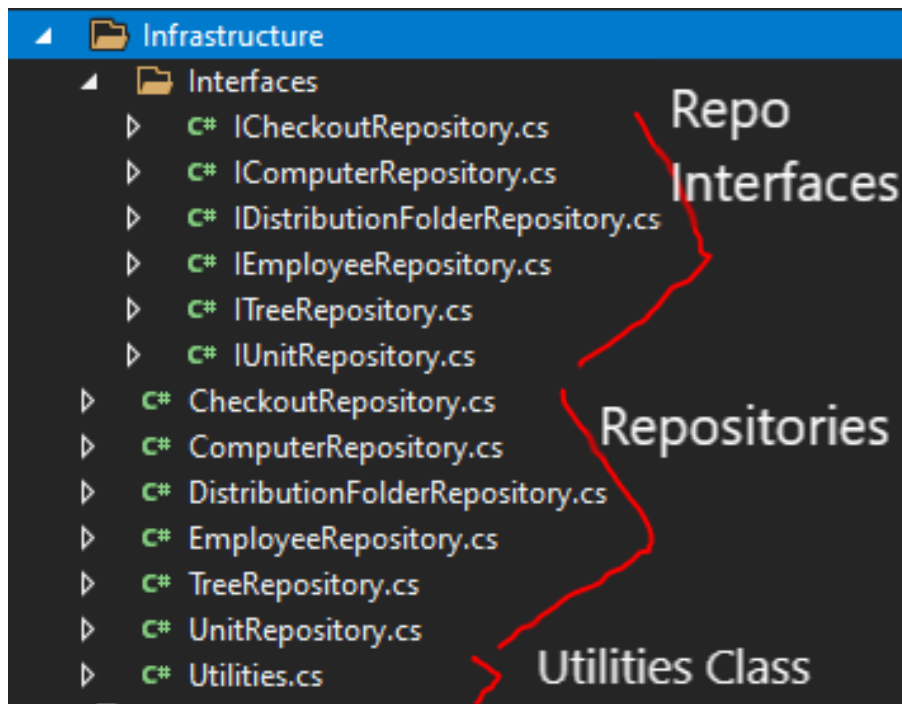 Infrastructure
Interfaces
C# ICheckoutRepository.cs
C# IComputerRepository.cs
C# IDistributionFolderRepository.cs
C# IEmployeeRepository.cs
C# ITreeRepository.cs
C# IUnitRepository.cs
Repo
Interfaces
C# CheckoutRepository.cs
C# ComputerRepository.cs
C# DistributionFolderRepository.cs
C# EmployeeRepository.cs
C# TreeRepository.cs
C# UnitRepository.cs
Repositories
C# Utilities.cs
Utilities Class